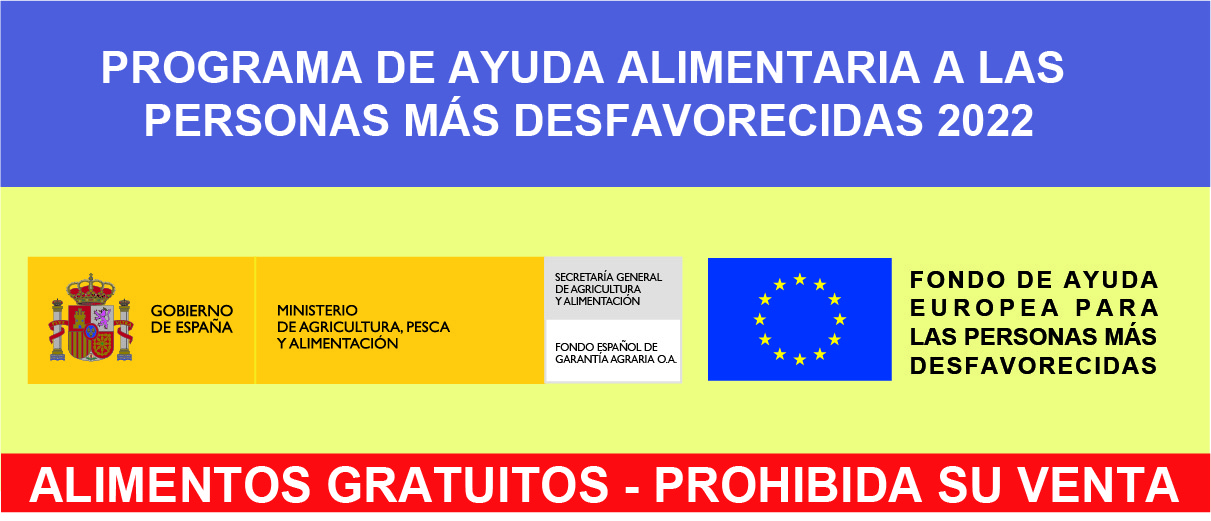 PROGRAMA DE AYUDA ALIMENTARIA A LAS
PERSONAS MÁS DESFAVORECIDAS 2022
GOBIERNO
DE ESPAÑA
MINISTERIO
DE AGRICULTURA, PESCA
Y ALIMENTACIÓN
SECRETARÍA GENERAL
DE AGRICULTURA
Y ALIMENTACIÓN
FONDO ESPAÑOL DE
GARANTÍA AGRARIA O.A.
FONDO DE AYUDA
EUROPEA PARA
LAS PERSONAS MÁS
DESFAVORECIDAS
ALIMENTOS GRATUITOS - PROHIBIDA SU VENTA